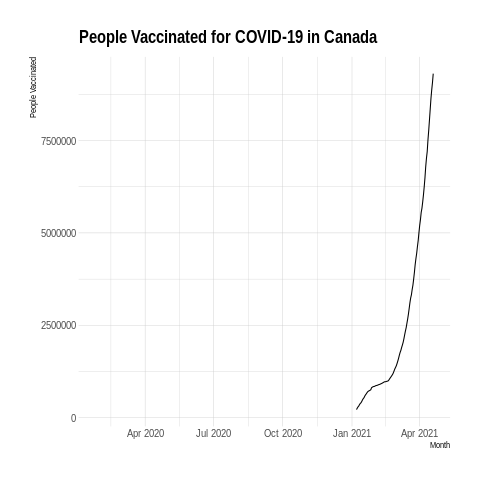 People Vaccinated for COVID-19 in Canada
People Vaccinated
7500000
5000000
2500000
0
Apr 2020 Jul 2020 Oct 2020 Jan 2021 Apr 2021
Month